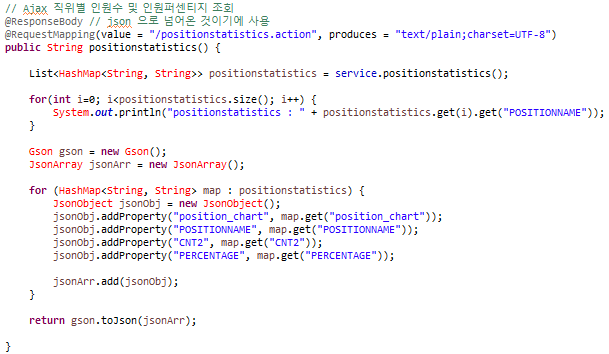 // Ajax 직위별 인원수 및 인원퍼센티지 조회
@ResponseBody // json 으로 넘어온 것이기에 사용
@RequestMapping(value = "/positionstatistics.action", produces = "text/plain;charset=UTF-8")
public String positionstatistics() {
List<HashMap<String, String>> positionstatistics = service.positionstatistics();
for(int i=0; i<positionstatistics.size(); i++) {
System.out.println("positionstatistics : " + positionstatistics.get(i).get("POSITIONNAME"));
}
Gson gson = new Gson();
JsonArray jsonArr = new JsonArray();
for (HashMap<String, String> map : positionstatistics) {
JsonObject jsonObj = new JsonObject();
jsonObj.addProperty("position_chart", map.get("position_chart"));
jsonObj.addProperty("POSITIONNAME", map.get("POSITIONNAME"));
jsonObj.addProperty("CNT2", map.get("CNT2"));
jsonObj.addProperty("PERCENTAGE", map.get("PERCENTAGE"));
jsonArr.add(jsonObj);
}
return gson.toJson(jsonArr);
}